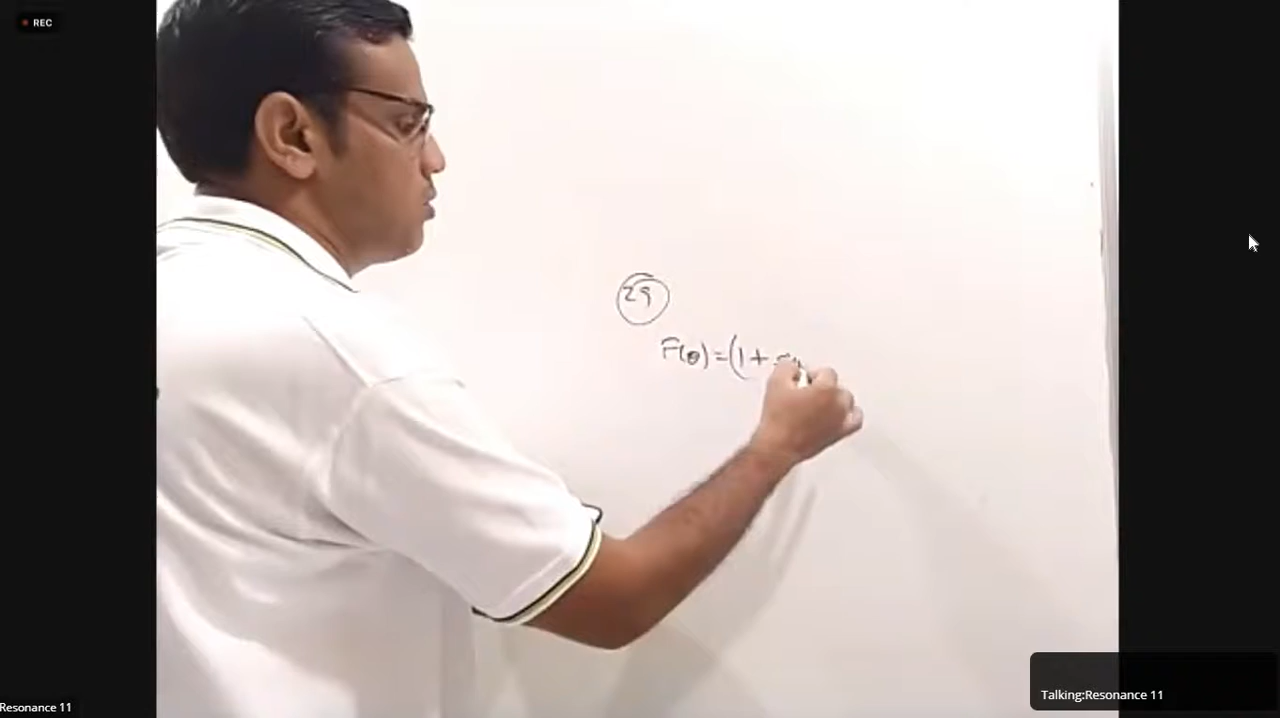 REC
29
F(θ)=(1+
Resonance 11
Talking:Resonance 11